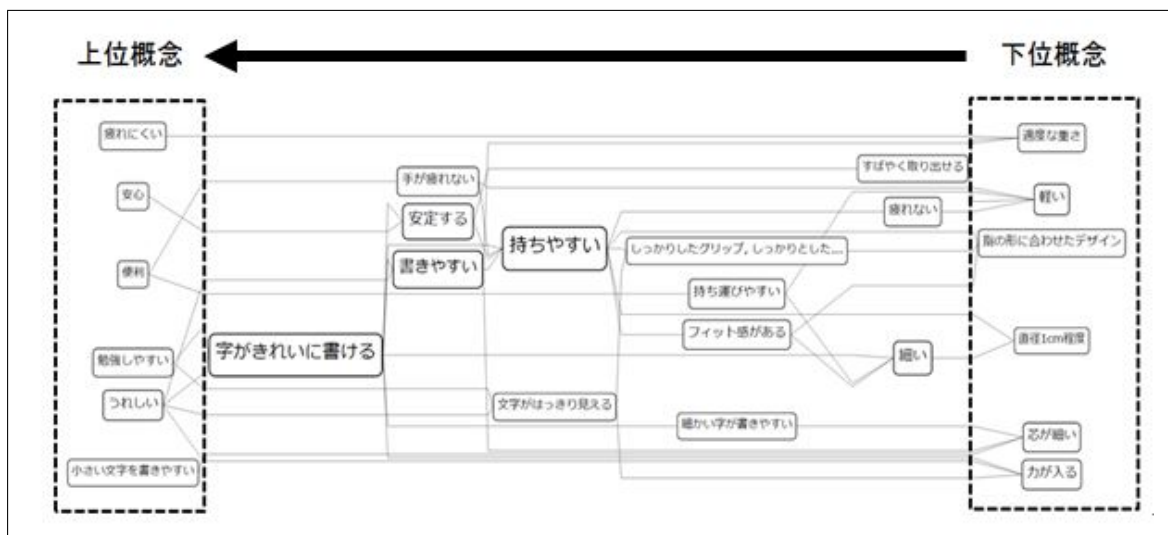 上位概念
下位概念
疲れにくい
適度な重さ
すばやく取り出せる
手が疲れない
安心
軽い
疲れない
安定する
持ちやすい
指の形に合わせたデザイン
しっかりしたグリップ, しっかりとした...
書きやすい
便利
持ち運びやすい
フィット感がある
直径1cm程度
字がきれいに書ける
細い
勉強しやすい
うれしい
文字がはっきり見える
細かい字が書きやすい
芯が細い
小さい文字を書きやすい
力が入る